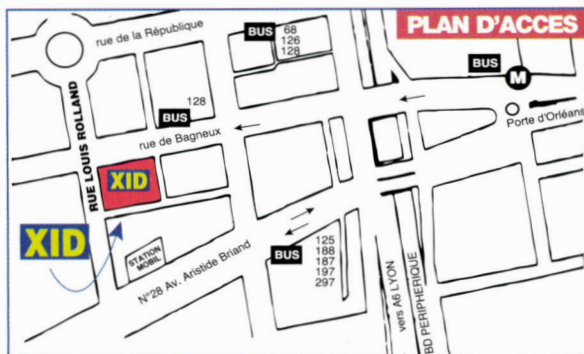 PLAN D'ACCES
rue de la République
BUS
68
126
128
BUS
M
Porte d'Orléans
BUS
128
rue de Bagneux
RUE LOUIS ROLLAND
XID
XID
STATION
MOBIL
N°28 Av. Aristide Briand
BUS
125
188
187
197
297
vers A6 LYON
BD PERIPHERIQUE